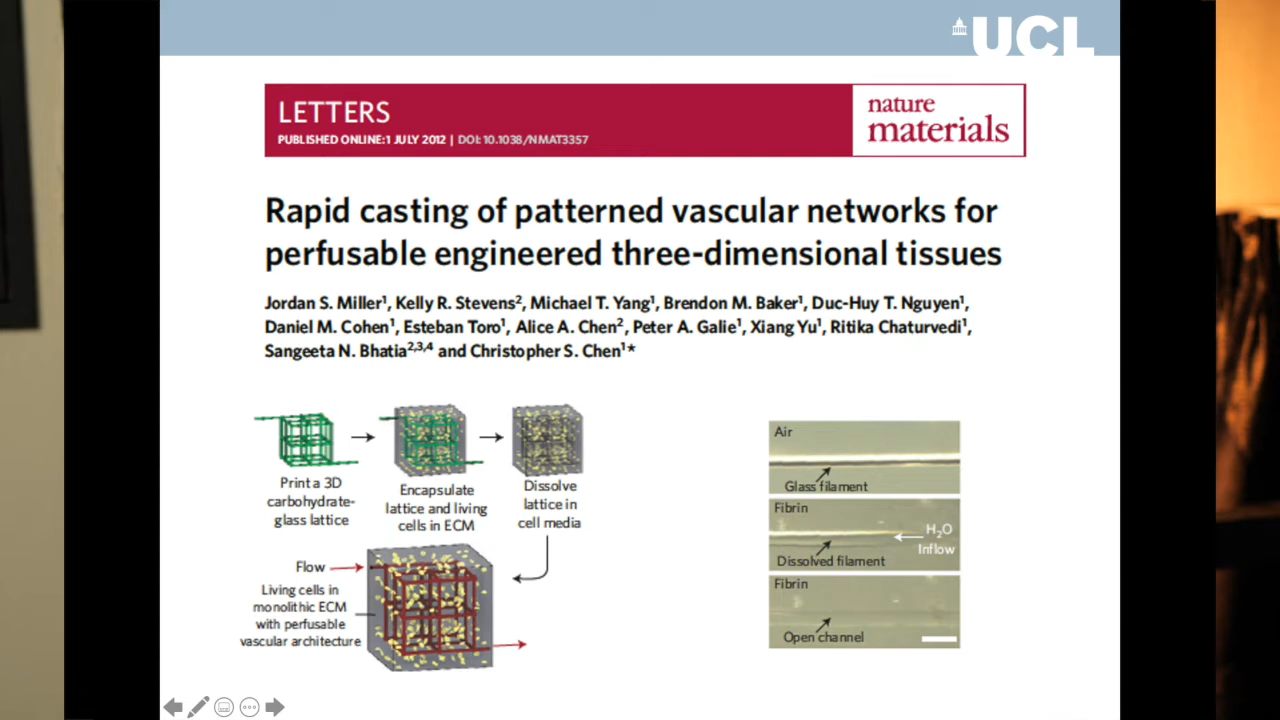 UCL
LETTERS
PUBLISHED ONLINE: 1 JULY 2012 | DOI: 10.1038/NMAT3357
nature
materials
Rapid casting of patterned vascular networks for
perfusable engineered three-dimensional tissues
Jordan S. Miller¹, Kelly R. Stevens², Michael T. Yang¹, Brendon M. Baker¹, Duc-Huy T. Nguyen¹,
Daniel M. Cohen¹, Esteban Toro¹, Alice A. Chen², Peter A. Galie¹, Xiang Yu¹, Ritika Chaturvedi¹,
Sangeeta N. Bhatia²,³,⁴ and Christopher S. Chen¹*
Print a 3D
carbohydrate-
glass lattice
Encapsulate
lattice and living
cells in ECM
Dissolve
lattice in
cell media
Flow
Living cells in
monolithic ECM
with perfusable
vascular architecture
Air
Glass filament
Fibrin
H₂O
Inflow
Dissolved filament
Fibrin
Open channel